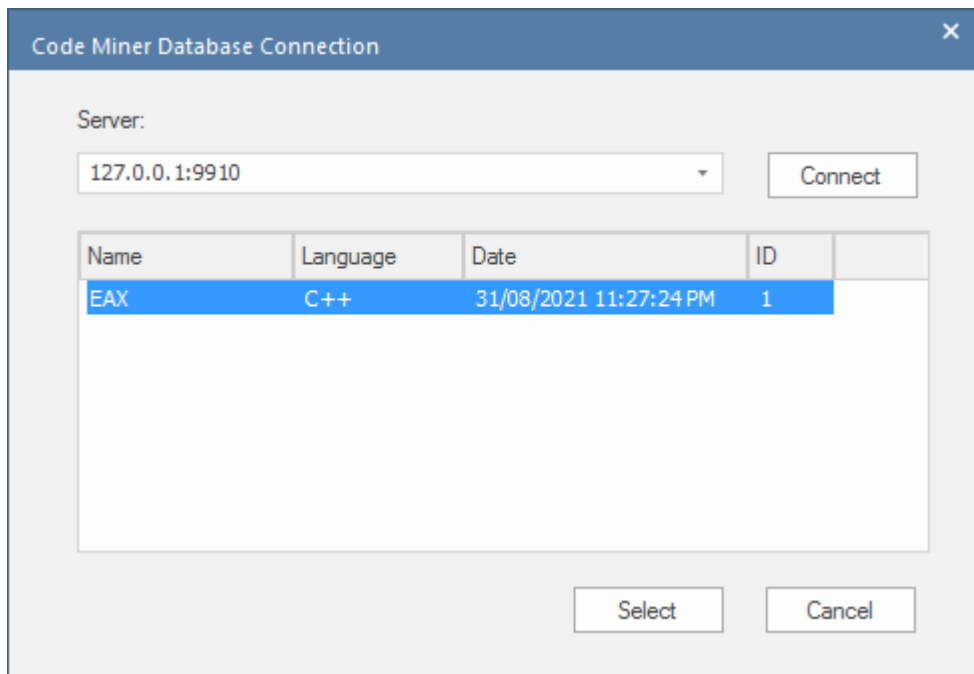 Code Miner Database Connection
Server:
127.0.0.1:9910
Connect
Name Language Date ID
EAX C++ 31/08/2021 11:27:24 PM 1
Select Cancel